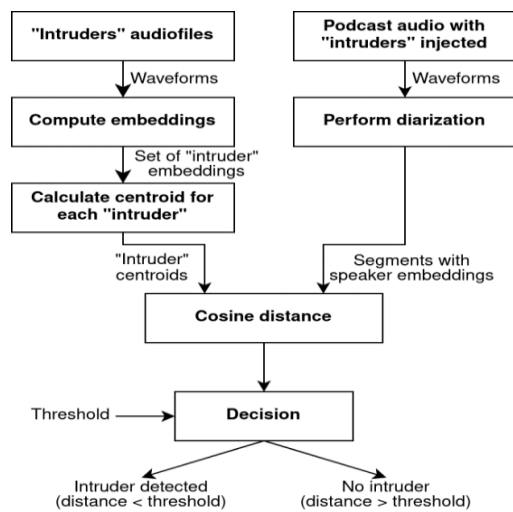 "Intruders" audiofiles
Podcast audio with
"intruders" injected
Waveforms
Waveforms
Compute embeddings
Perform diarization
Set of "intruder"
embeddings
Calculate centroid for
each "intruder"
"Intruder"
centroids
Segments with
speaker embeddings
Cosine distance
Threshold
Decision
Intruder detected
(distance < threshold)
No intruder
(distance > threshold)